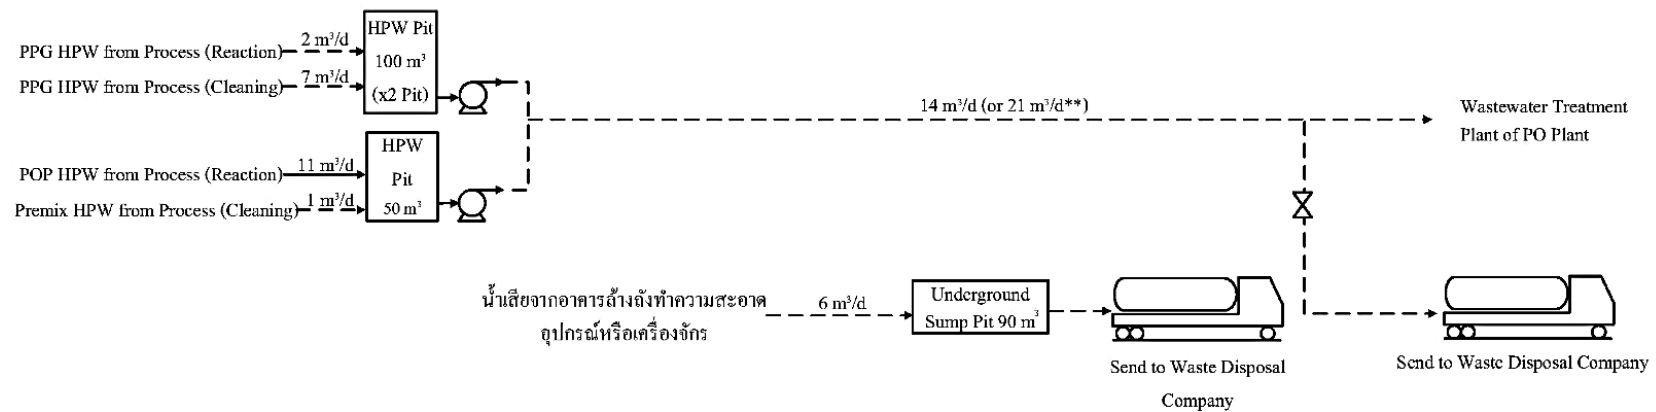 PPG HPW from Process (Reaction)
2 m³/d
PPG HPW from Process (Cleaning)
7 m³/d
HPW Pit
100 m³
(x2 Pit)
POP HPW from Process (Reaction)
11 m³/d
Premix HPW from Process (Cleaning)
1 m³/d
HPW
Pit
50 m³
14 m³/d (or 21 m³/d**)
Wastewater Treatment
Plant of PO Plant
น้ำเสียจากอาคารล้างถังทำความสะอาด
อุปกรณ์หรือเครื่องจักร
6 m³/d
Underground
Sump Pit 90 m³
Send to Waste Disposal
Company
Send to Waste Disposal Company